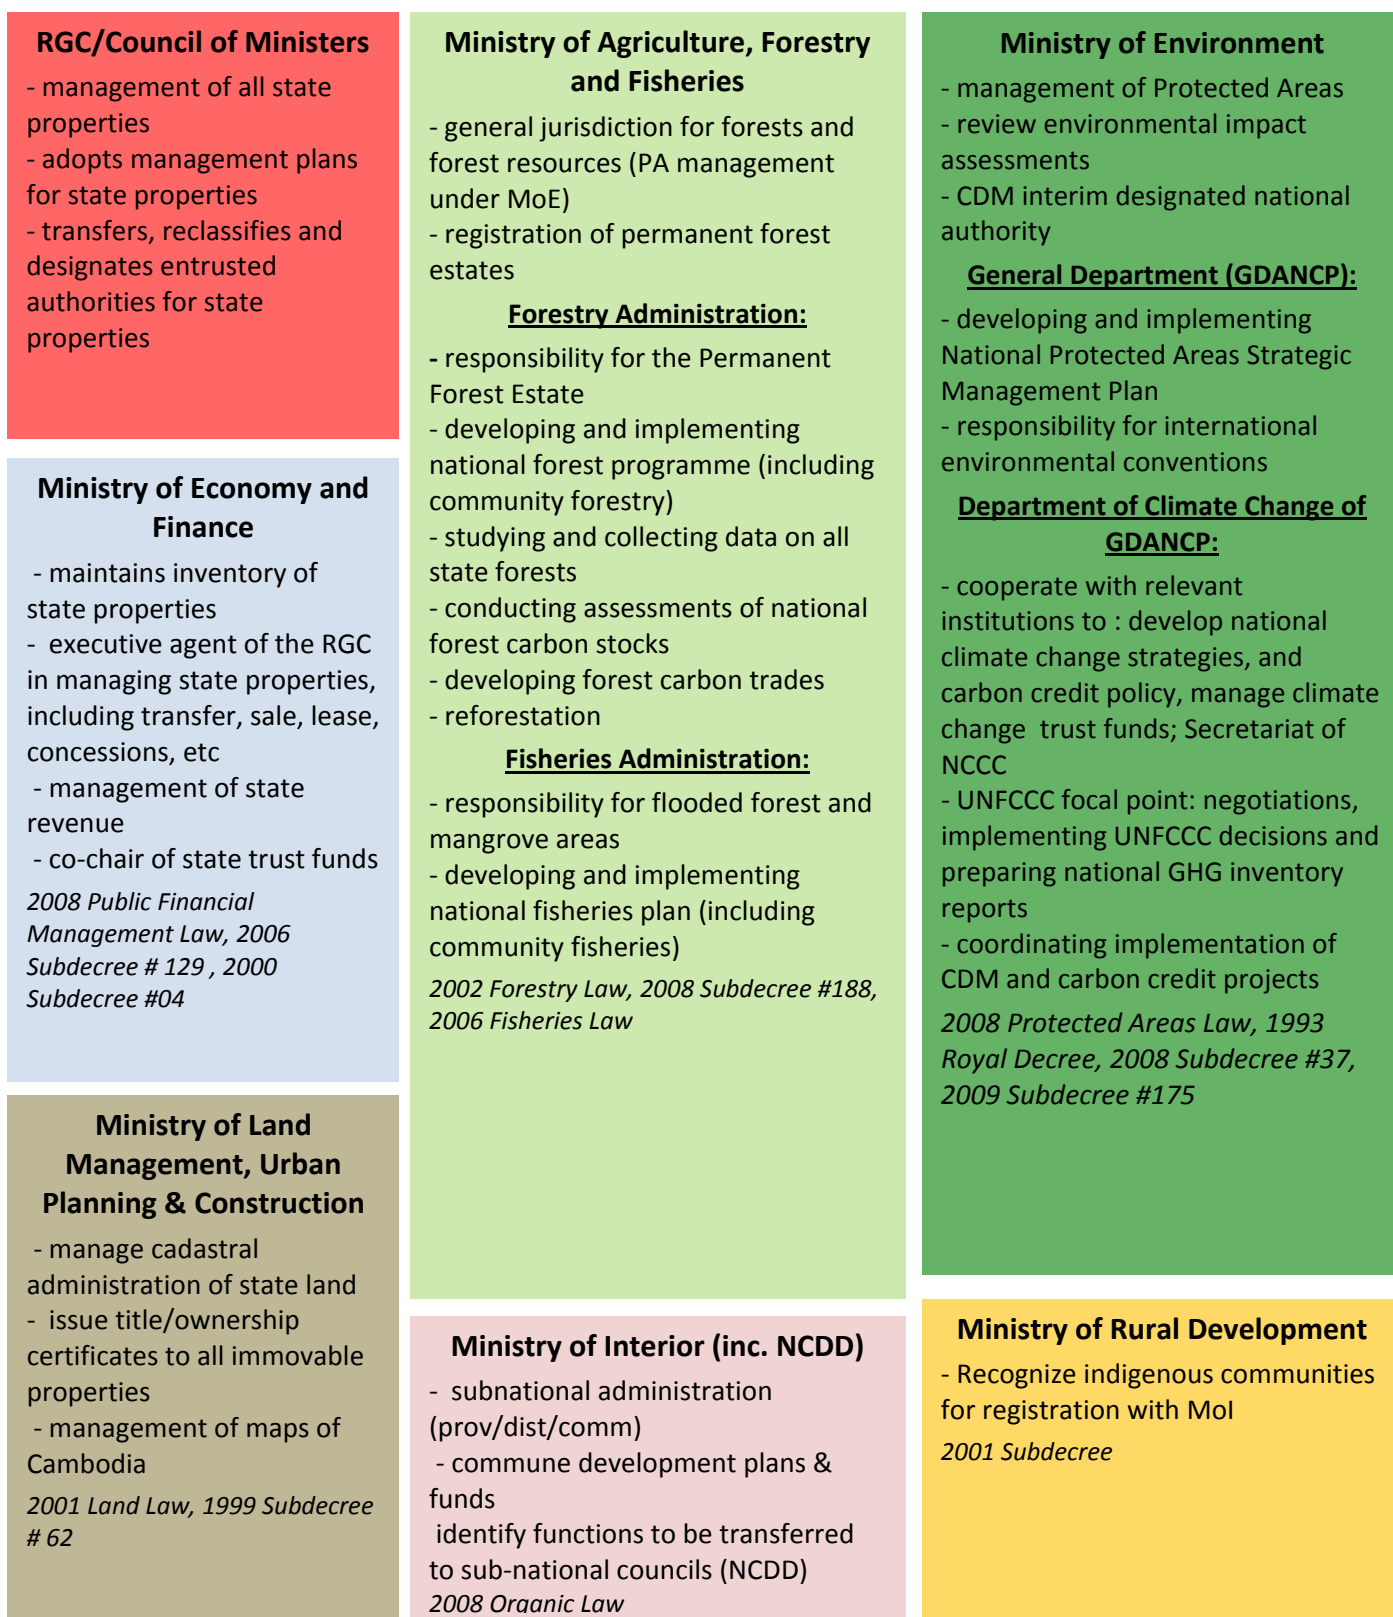 RGC/Council of Ministers
- management of all state
properties
- adopts management plans
for state properties
- transfers, reclassifies and
designates entrusted
authorities for state
properties
Ministry of Economy and
Finance
- maintains inventory of
state properties
- executive agent of the RGC
in managing state properties,
including transfer, sale, lease,
concessions, etc
- management of state
revenue
- co-chair of state trust funds
2008 Public Financial
Management Law, 2006
Subdecree # 129 , 2000
Subdecree #04
Ministry of Land
Management, Urban
Planning & Construction
- manage cadastral
administration of state land
- issue title/ownership
certificates to all immovable
properties
- management of maps of
Cambodia
2001 Land Law, 1999 Subdecree
# 62
Ministry of Agriculture, Forestry
and Fisheries
- general jurisdiction for forests and
forest resources (PA management
under MoE)
- registration of permanent forest
estates
Forestry Administration:
- responsibility for the Permanent
Forest Estate
- developing and implementing
national forest programme (including
community forestry)
- studying and collecting data on all
state forests
- conducting assessments of national
forest carbon stocks
- developing forest carbon trades
- reforestation
Fisheries Administration:
- responsibility for flooded forest and
mangrove areas
- developing and implementing
national fisheries plan (including
community fisheries)
2002 Forestry Law, 2008 Subdecree #188,
2006 Fisheries Law
Ministry of Interior (inc. NCDD)
- subnational administration
(prov/dist/comm)
- commune development plans &
funds
identify functions to be transferred
to sub-national councils (NCDD)
2008 Organic Law
Ministry of Environment
- management of Protected Areas
- review environmental impact
assessments
- CDM interim designated national
authority
General Department (GDANCP):
- developing and implementing
National Protected Areas Strategic
Management Plan
- responsibility for international
environmental conventions
Department of Climate Change of
GDANCP:
- cooperate with relevant
institutions to : develop national
climate change strategies, and
carbon credit policy, manage climate
change trust funds; Secretariat of
NCCC
- UNFCCC focal point: negotiations,
implementing UNFCCC decisions and
preparing national GHG inventory
reports
- coordinating implementation of
CDM and carbon credit projects
2008 Protected Areas Law, 1993
Royal Decree, 2008 Subdecree #37,
2009 Subdecree #175
Ministry of Rural Development
- Recognize indigenous communities
for registration with MoI
2001 Subdecree